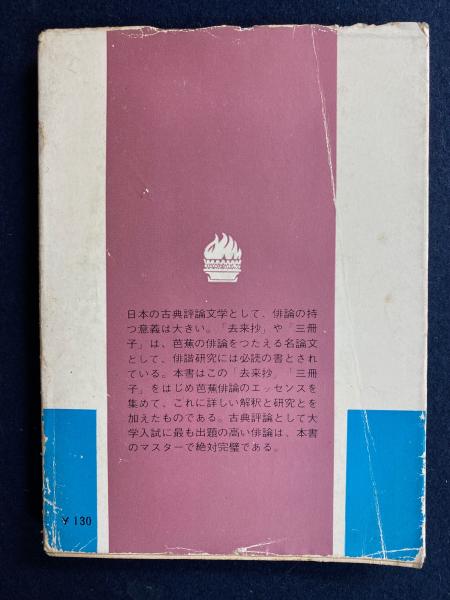 日本の古典評論文学として、俳論の持
つ意義は大きい。「去来抄」や「三冊
子」は、芭蕉の俳論をつたえる名論文
として、俳諧研究には必読の書とされ
ている。本書はこの「去来抄」「三冊
子」をはじめ芭蕉俳論のエッセンスを
集めて、これに詳しい解釈と研究とを
加えたものである。古典評論として大
学入試に最も出題の高い俳論は、本書
のマスターで絶対完璧である。
¥130